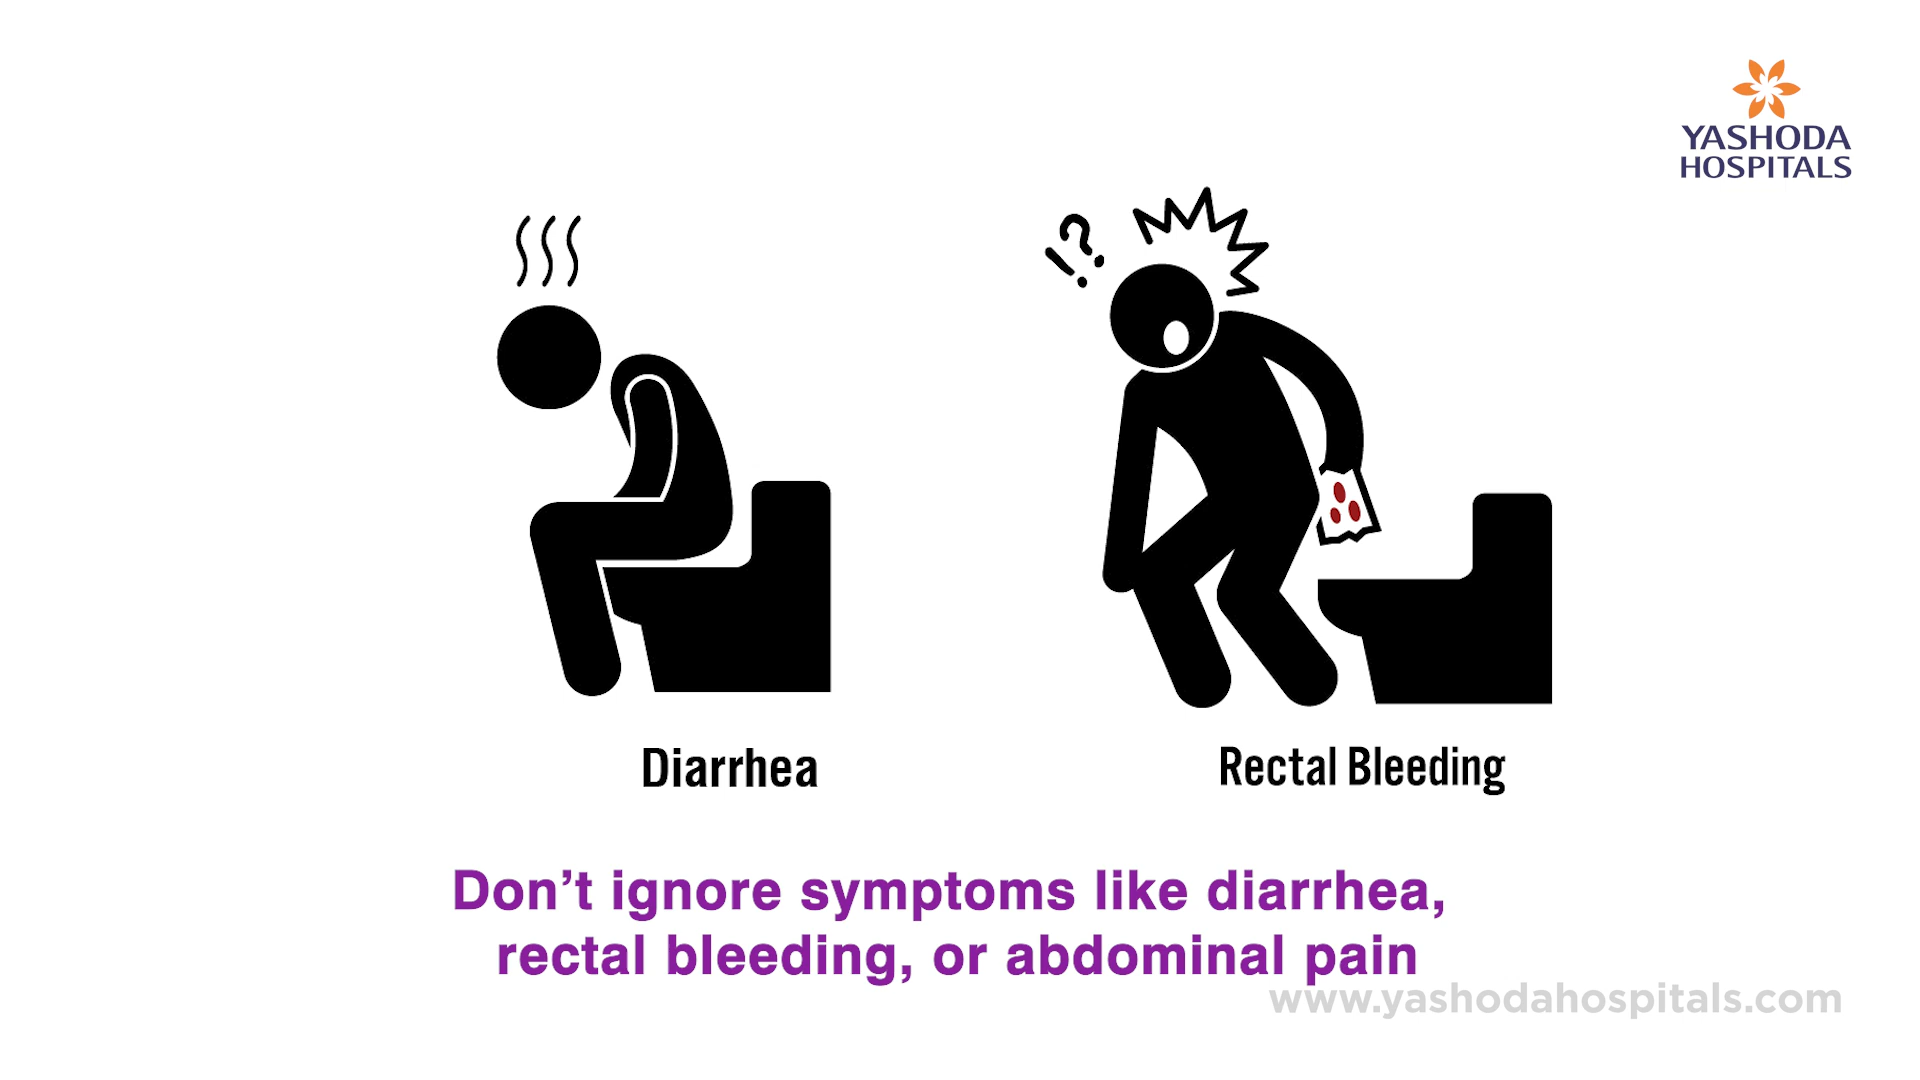 YASHODA
HOSPITALS
!?
Diarrhea
Rectal Bleeding
Don’t ignore symptoms like diarrhea,
rectal bleeding, or abdominal pain
www.yashodahospitals.com